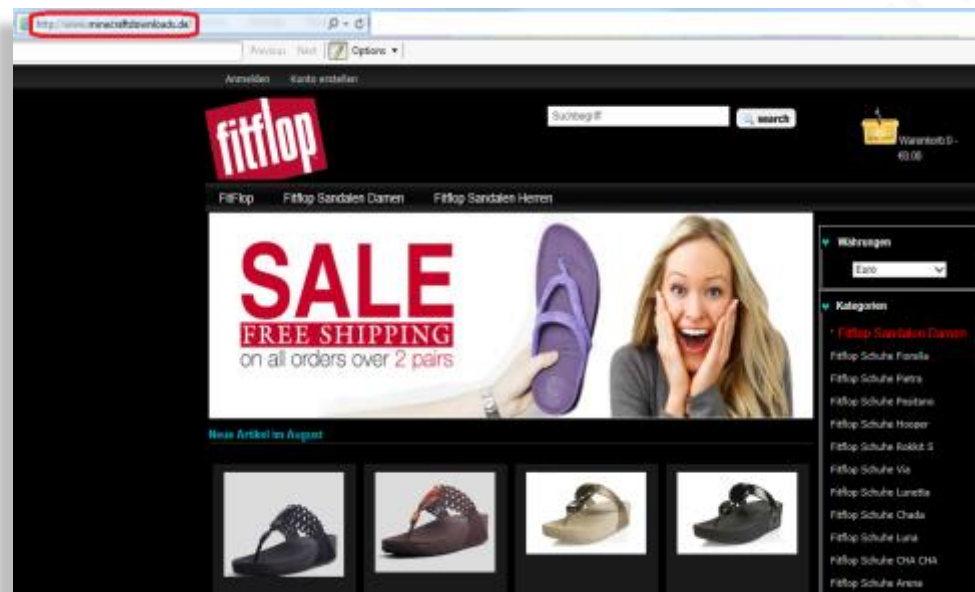 http://www.minecraftdownloads.de/
Previous Next Options
Anmelden Konto erstellen
fitflop
Suchbegriff
search
Warenkorb:0 -
€0.00
FitFlop Fitflop Sandalen Damen Fitflop Sandalen Herren
SALE
FREE SHIPPING
on all orders over 2 pairs
Währungen
Euro
Kategorien
Fitflop Sandalen Damen
Fitflop Schuhe Fiorella
Fitflop Schuhe Pietra
Fitflop Schuhe Positano
Fitflop Schuhe Hooper
Fitflop Schuhe Rokkit S
Fitflop Schuhe Via
Fitflop Schuhe Lunetta
Fitflop Schuhe Chada
Fitflop Schuhe Luna
Fitflop Schuhe CHA CHA
Fitflop Schuhe Arena
Neue Artikel im August